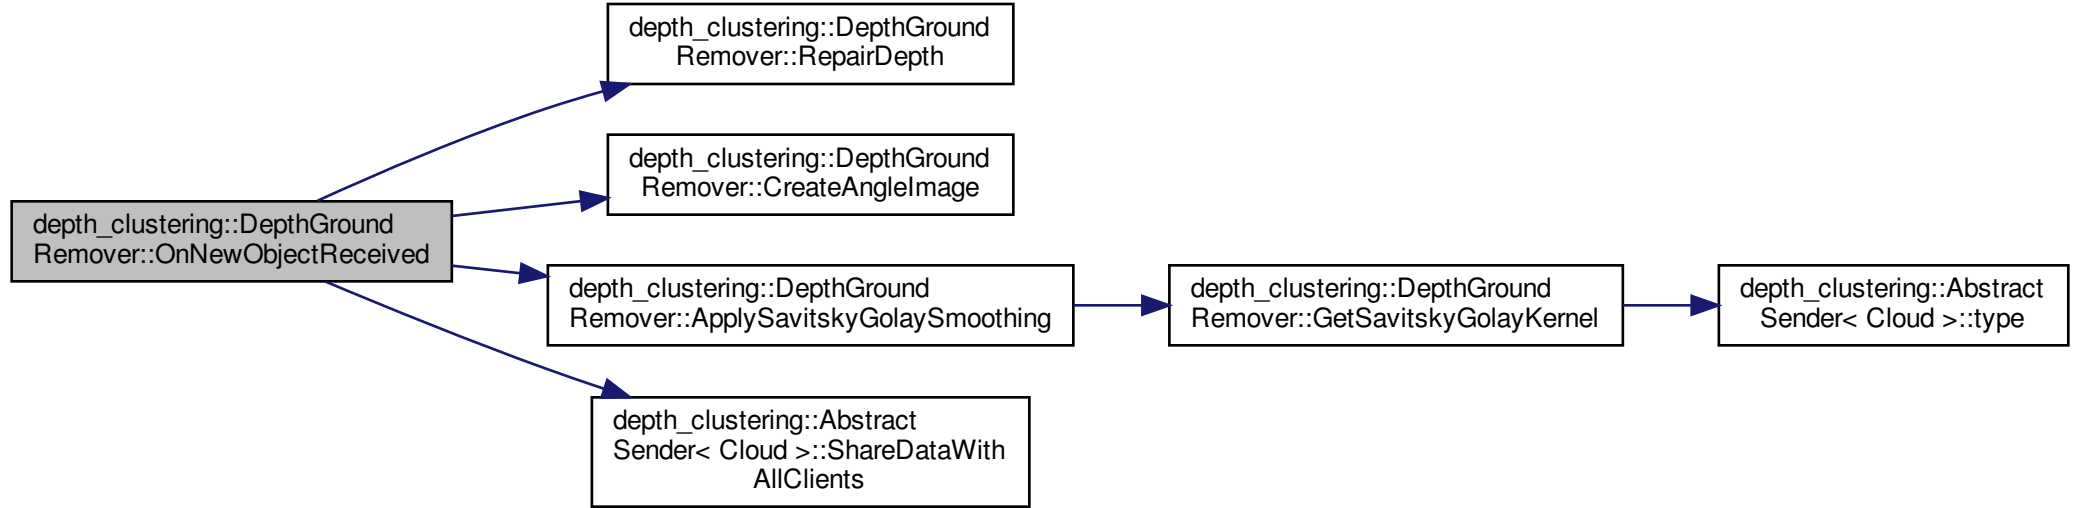 depth_clustering::DepthGround
Remover::RepairDepth
depth_clustering::DepthGround
Remover::CreateAngleImage
depth_clustering::DepthGround
Remover::OnNewObjectReceived
depth_clustering::DepthGround
Remover::ApplySavitskyGolaySmoothing
depth_clustering::DepthGround
Remover::GetSavitskyGolayKernel
depth_clustering::Abstract
Sender< Cloud >::type
depth_clustering::Abstract
Sender< Cloud >::ShareDataWith
AllClients